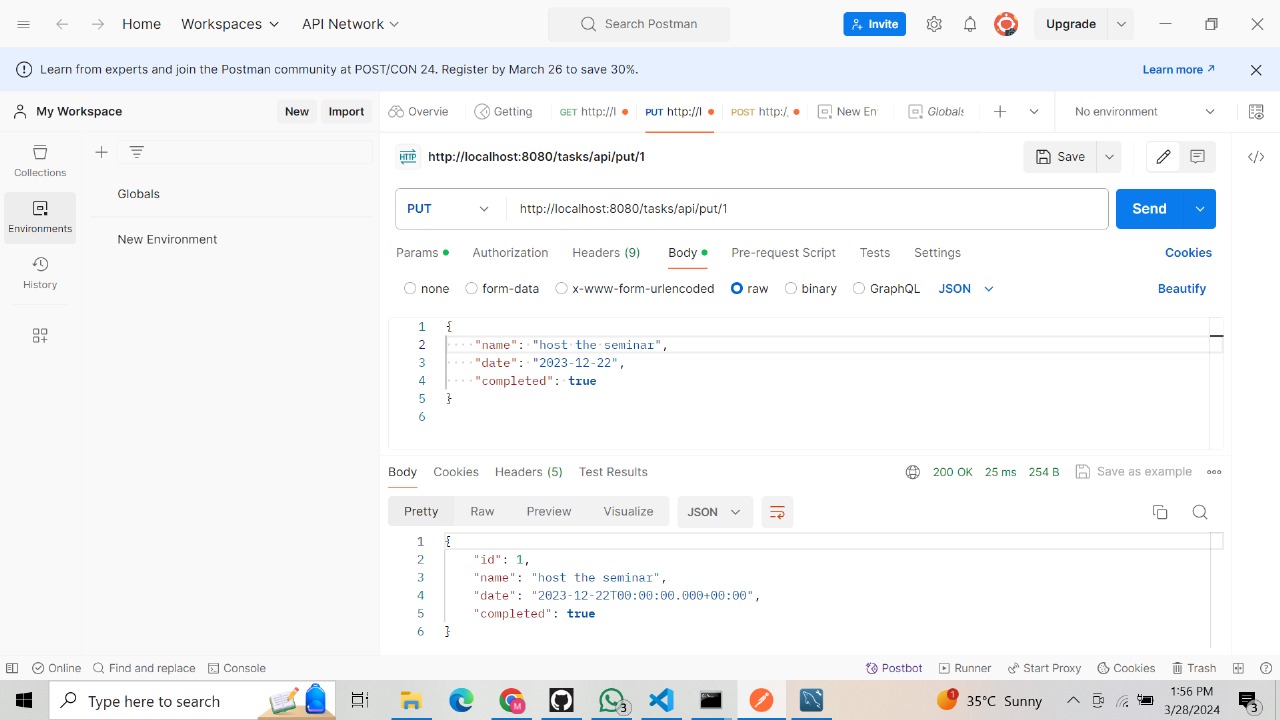 Home Workspaces API Network Search Postman Invite Upgrade
Learn from experts and join the Postman community at POST/CON 24. Register by March 26 to save 30%. Learn more ↗
My Workspace New Import Overvie Getting GET http://l PUT http://l POST http:/, New En Globals No environment
Collections
Environments
History
Globals
New Environment
HTTP http://localhost:8080/tasks/api/put/1 Save
PUT http://localhost:8080/tasks/api/put/1 Send
Params Authorization Headers (9) Body Pre-request Script Tests Settings Cookies
none form-data x-www-form-urlencoded raw binary GraphQL JSON Beautify
1 {
2 "name": "host the seminar",
3 "date": "2023-12-22",
4 "completed": true
5 }
6
Body Cookies Headers (5) Test Results 200 OK 25 ms 254 B Save as example
Pretty Raw Preview Visualize JSON
1 {
2 "id": 1,
3 "name": "host the seminar",
4 "date": "2023-12-22T00:00:00.000+00:00",
5 "completed": true
6 }
Online Find and replace Console Postbot Runner Start Proxy Cookies Trash
Type here to search 3 1 35°C Sunny 1:56 PM 3/28/2024 3